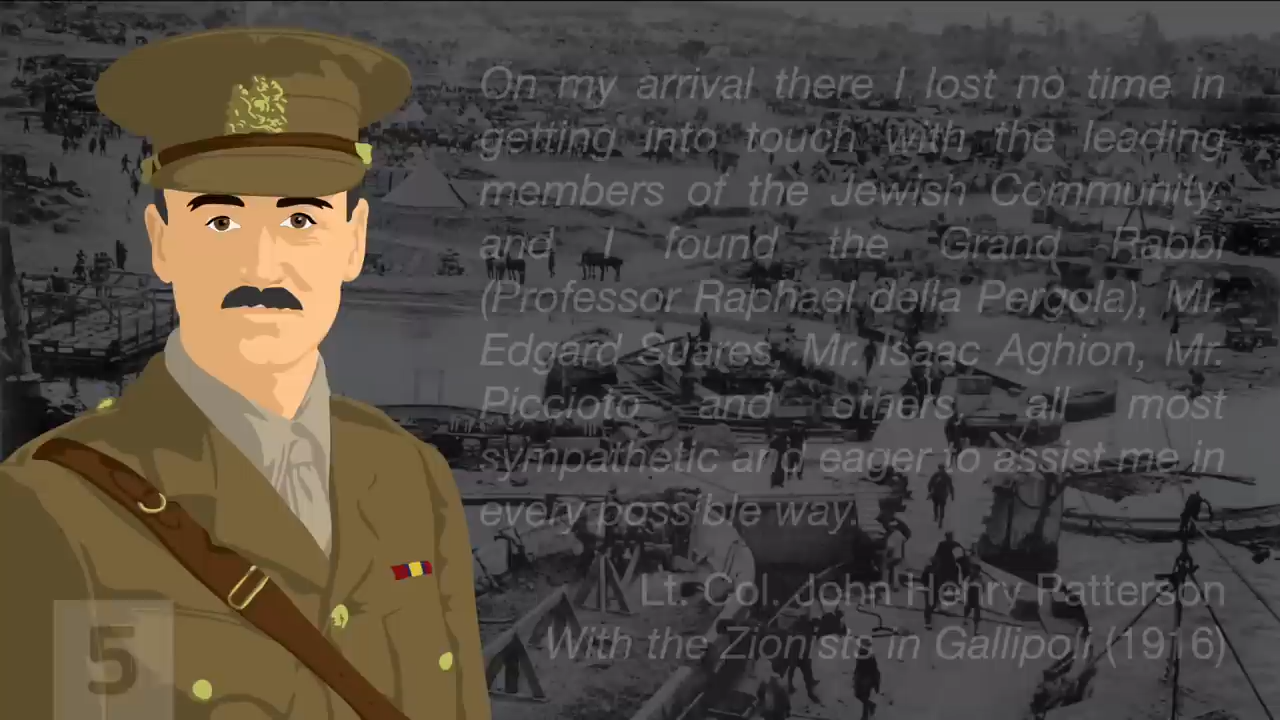 On my arrival there I lost no time in
getting into touch with the leading
members of the Jewish Community,
and I found the Grand Rabbi
(Professor Raphael della Pergola), Mr.
Edgard Suares, Mr. Isaac Aghion, Mr.
Piccioto and others all most
sympathetic and eager to assist me in
every possible way.
Lt. Col. John Henry Patterson
With the Zionists in Gallipoli (1916)
5